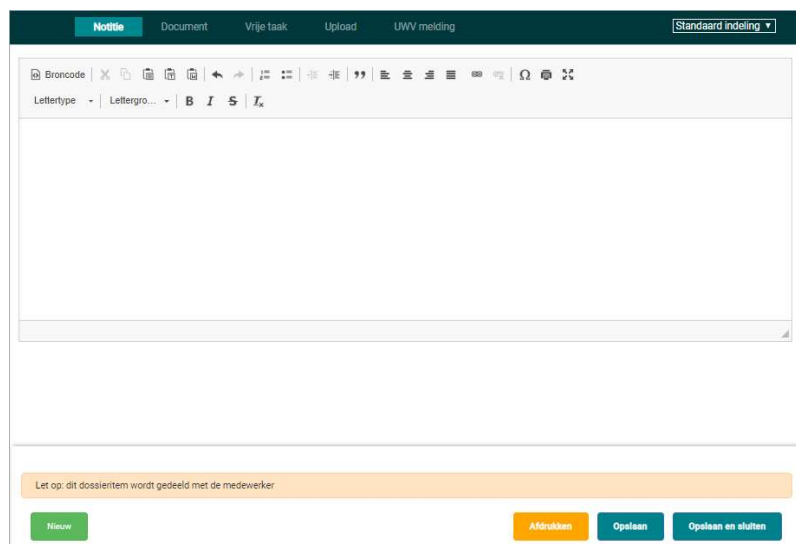 Notitie Document Vrije taak Upload UWV melding Standaard indeling
Broncode
Lettertype Lettergro... B I S Tx
Let op: dit dossieritem wordt gedeeld met de medewerker
Nieuw Afdrukken Opslaan Opslaan en sluiten